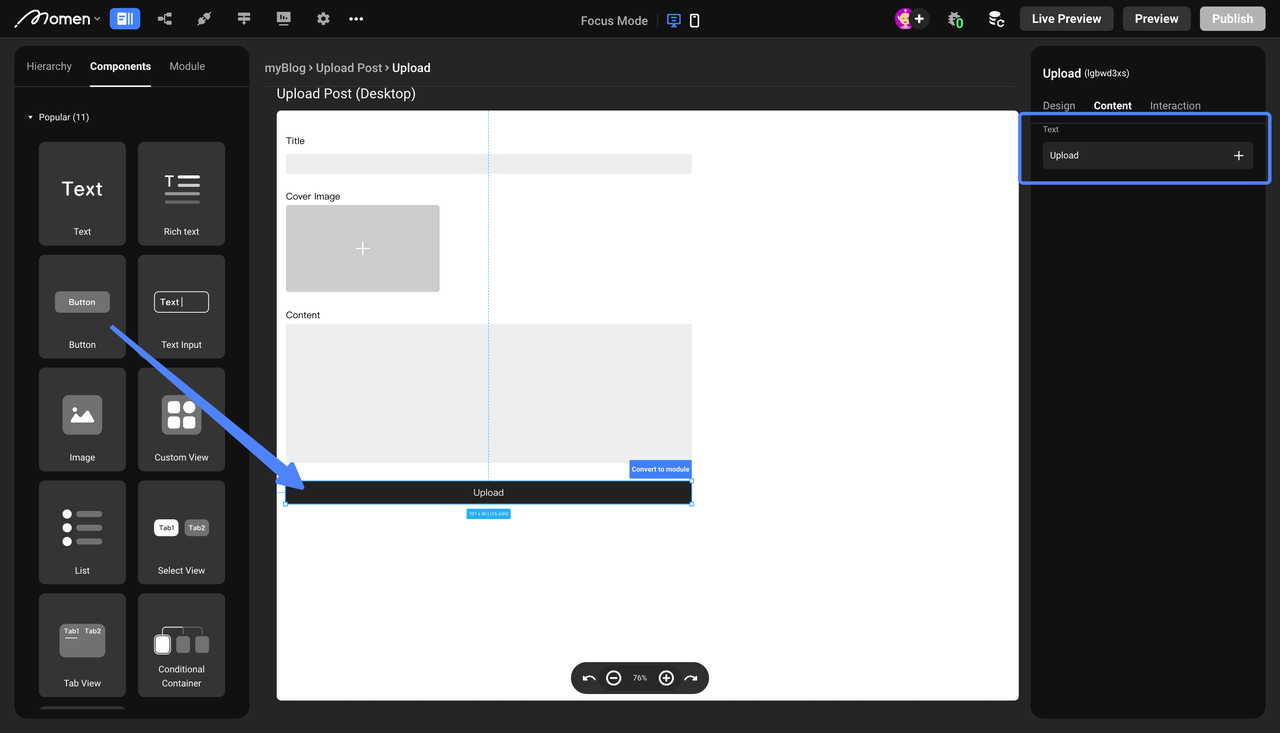 Momen
Focus Mode
0
Live Preview
Preview
Publish
Hierarchy
Components
Module
Popular (11)
Text
Text
Rich text
Button
Button
Text
Text Input
Image
Custom View
List
Tab1 Tab2
Select View
Tab1 Tab2
Tab View
Conditional
Container
myBlog > Upload Post > Upload
Upload Post (Desktop)
Title
Cover Image
Content
Convert to module
Upload
76%
Upload (lgbwd3xs)
Design
Content
Interaction
Text
Upload